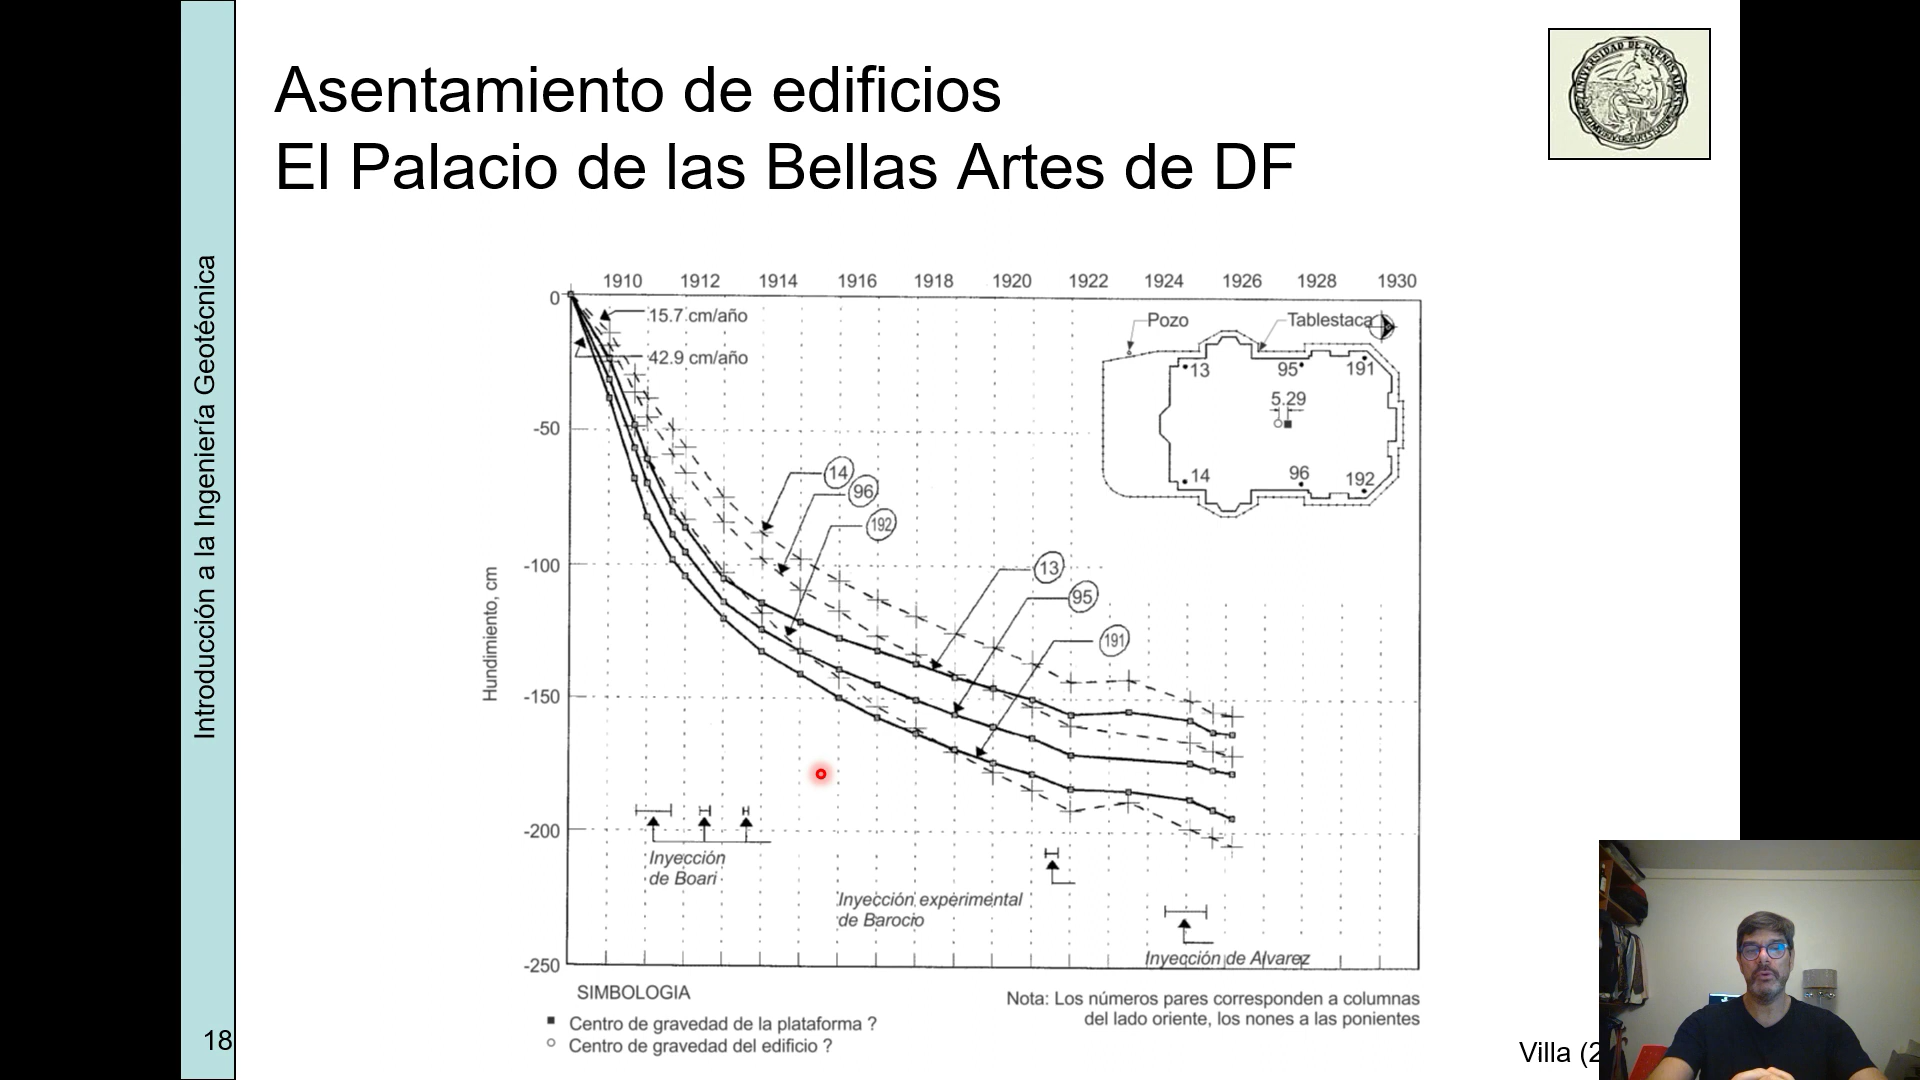 Asentamiento de edificios
El Palacio de las Bellas Artes de DF
UNIVERSIDAD DE BUENOS AIRES
Introducción a la Ingeniería Geotécnica
1910 1912 1914 1916 1918 1920 1922 1924 1926 1928 1930
0
15.7 cm/año
42.9 cm/año
-50
-100
-150
-200
-250
Hundimiento, cm
14
96
192
13
95
191
Pozo
Tablestaca
13
95
191
5.29
14
96
192
Inyección
de Boari
Inyección experimental
de Barocio
Inyección de Alvarez
SIMBOLOGIA
Centro de gravedad de la plataforma ?
Centro de gravedad del edificio ?
Nota: Los números pares corresponden a columnas
del lado oriente, los nones a las ponientes
18
Villa (2